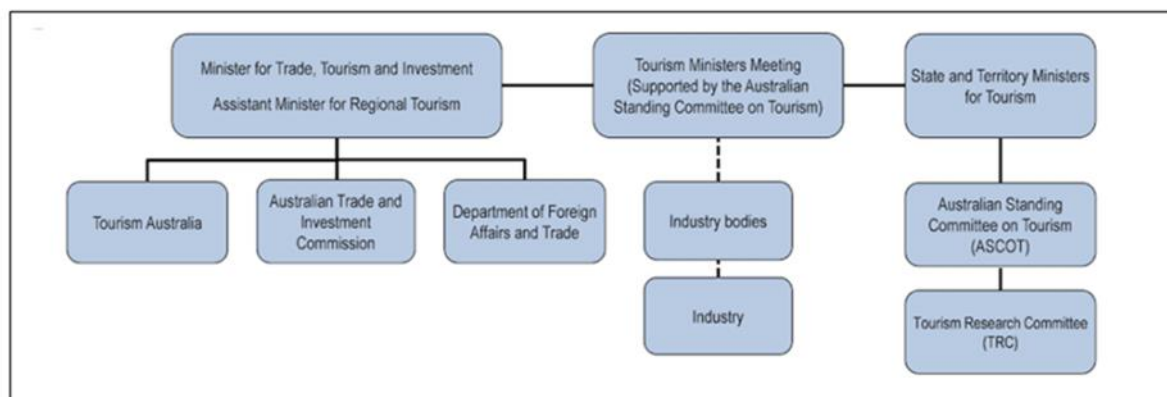 Minister for Trade, Tourism and Investment
Assistant Minister for Regional Tourism
Tourism Ministers Meeting
(Supported by the Australian
Standing Committee on Tourism)
State and Territory Ministers
for Tourism
Tourism Australia
Australian Trade and
Investment
Commission
Department of Foreign
Affairs and Trade
Industry bodies
Australian Standing
Committee on Tourism
(ASCOT)
Industry
Tourism Research Committee
(TRC)